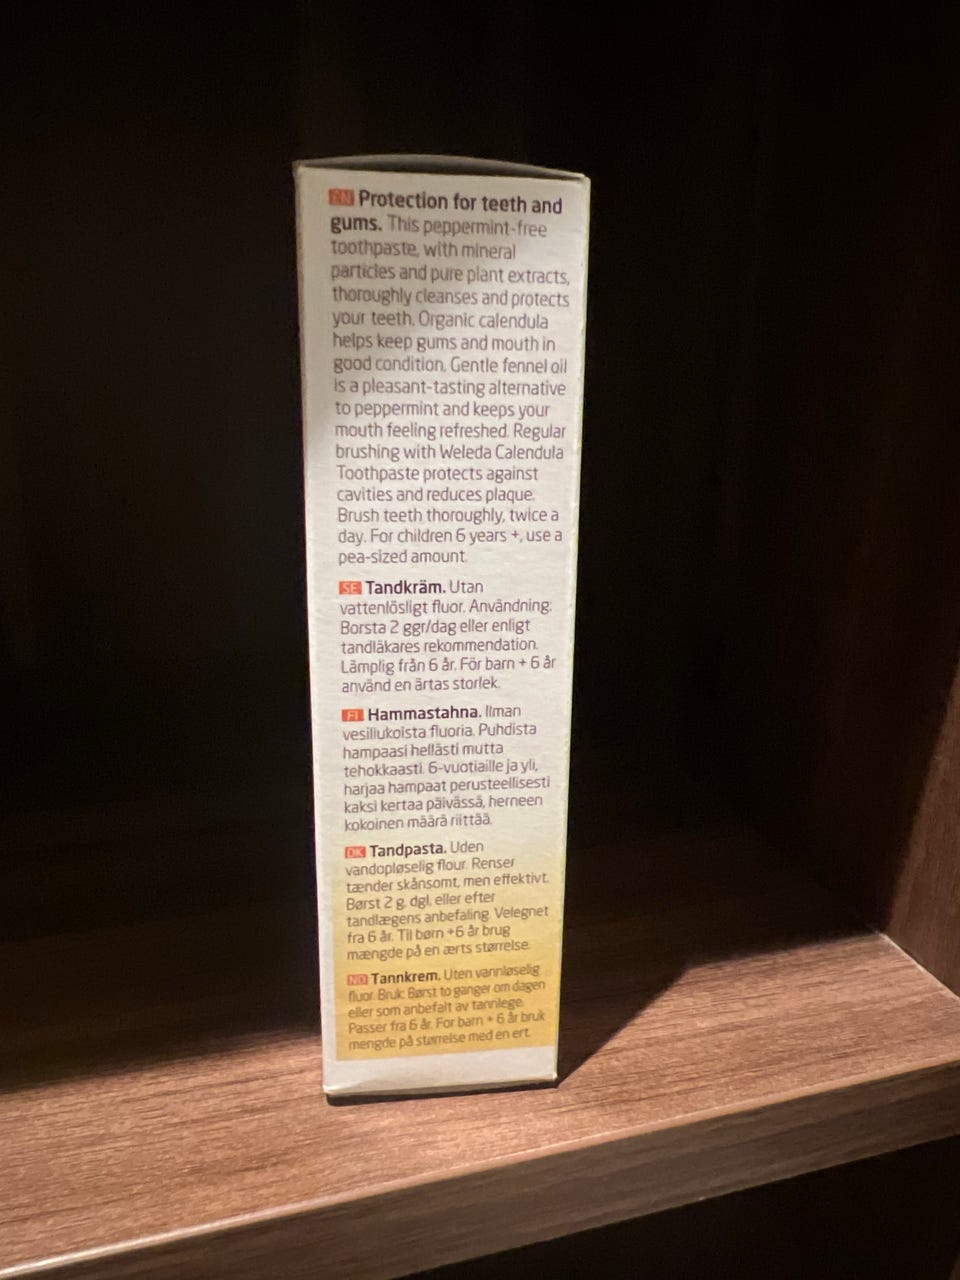 EN Protection for teeth and
gums. This peppermint-free
toothpaste, with mineral
particles and pure plant extracts,
thoroughly cleanses and protects
your teeth. Organic calendula
helps keep gums and mouth in
good condition. Gentle fennel oil
is a pleasant-tasting alternative
to peppermint and keeps your
mouth feeling refreshed. Regular
brushing with Weleda Calendula
Toothpaste protects against
cavities and reduces plaque.
Brush teeth thoroughly, twice a
day. For children 6 years +, use a
pea-sized amount.
SE Tandkräm. Utan
vattenlösligt fluor. Användning:
Borsta 2 ggr/dag eller enligt
tandläkares rekommendation.
Lämplig från 6 år. För barn + 6 år
använd en ärtas storlek.
FI Hammastahna. Ilman
vesiliukoista fluoria. Puhdista
hampaasi hellästi mutta
tehokkaasti. 6-vuotiaille ja yli,
harjaa hampaat perusteellisesti
kaksi kertaa päivässä, herneen
kokoinen määrä riittää.
DK Tandpasta. Uden
vandopløselig flour. Renser
tænder skånsomt, men effektivt.
Børst 2 g. dgl. eller efter
tandlægens anbefaling. Velegnet
fra 6 år. Til børn +6 år brug
mængde på en ærts størrelse.
NO Tannkrem. Uten vannløselig
fluor. Bruk: Børst to ganger om dagen
eller som anbefalt av tannlege.
Passer fra 6 år. For barn + 6 år bruk
mengde på størrelse med en ert.